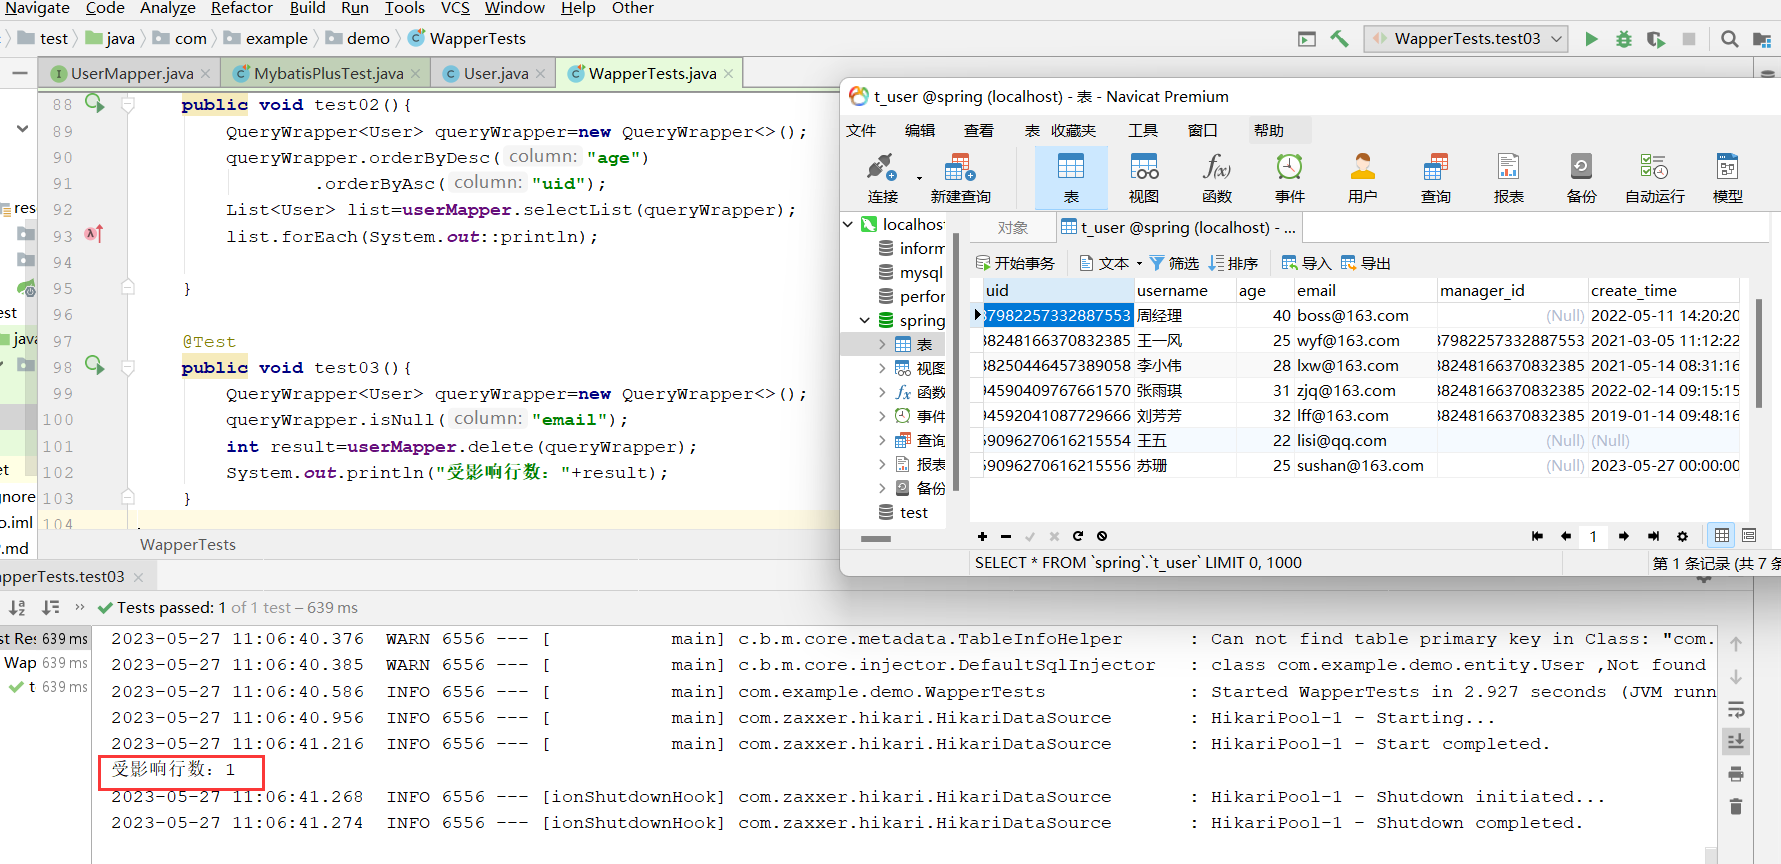 Navigate Code Analyze Refactor Build Run Tools VCS Window Help Other
test java com example demo WapperTests
WapperTests.test03
UserMapper.java MybatisPlusTest.java User.java WapperTests.java
88 public void test02(){
89 QueryWrapper<User> queryWrapper=new QueryWrapper<>();
90 queryWrapper.orderByDesc( column: "age")
91 .orderByAsc( column: "uid");
92 List<User> list=userMapper.selectList(queryWrapper);
93 list.forEach(System.out::println);
94
95 }
96
97 @Test
98 public void test03(){
99 QueryWrapper<User> queryWrapper=new QueryWrapper<>();
100 queryWrapper.isNull( column: "email");
101 int result=userMapper.delete(queryWrapper);
102 System.out.println("受影响行数："+result);
103 }
104
WapperTests
rese
est
java
et
gnore
o.iml
P.md
t_user @spring (localhost) - 表 - Navicat Premium
文件 编辑 查看 表 收藏夹 工具 窗口 帮助
连接 新建查询 表 视图 函数 事件 用户 查询 报表 备份 自动运行 模型
localhost
inform
mysql
perfor
spring
表
视图
函数
事件
查询
报表
备份
test
对象 t_user @spring (localhost) - ...
开始事务 文本 筛选 排序 导入 导出
uid username age email manager_id create_time
37982257332887553 周经理 40 boss@163.com (Null) 2022-05-11 14:20:20
38248166370832385 王一风 25 wyf@163.com 37982257332887553 2021-03-05 11:12:22
38250446457389058 李小伟 28 lxw@163.com 38248166370832385 2021-05-14 08:31:16
94590409767661570 张雨琪 31 zjq@163.com 38248166370832385 2022-02-14 09:15:15
94592041087729666 刘芳芳 32 lff@163.com 38248166370832385 2019-01-14 09:48:16
590962706162155​54 王五 22 lisi@qq.com (Null) (Null)
59096270616215556 苏珊 25 sushan@163.com (Null) 2023-05-27 00:00:00
1
SELECT * FROM `spring`.`t_user` LIMIT 0, 1000
第 1 条记录 (共 7 条
apperTests.test03
Tests passed: 1 of 1 test – 639 ms
st Res 639 ms
Wap 639 ms
t 639 ms
2023-05-27 11:06:40.376 WARN 6556 --- [ main] c.b.m.core.metadata.TableInfoHelper : Can not find table primary key in Class: "com.
2023-05-27 11:06:40.385 WARN 6556 --- [ main] c.b.m.core.injector.DefaultSqlInjector : class com.example.demo.entity.User ,Not found
2023-05-27 11:06:40.586 INFO 6556 --- [ main] com.example.demo.WapperTests : Started WapperTests in 2.927 seconds (JVM runn
2023-05-27 11:06:40.956 INFO 6556 --- [ main] com.zaxxer.hikari.HikariDataSource : HikariPool-1 - Starting...
2023-05-27 11:06:41.216 INFO 6556 --- [ main] com.zaxxer.hikari.HikariDataSource : HikariPool-1 - Start completed.
受影响行数：1
2023-05-27 11:06:41.268 INFO 6556 --- [ionShutdownHook] com.zaxxer.hikari.HikariDataSource : HikariPool-1 - Shutdown initiated...
2023-05-27 11:06:41.274 INFO 6556 --- [ionShutdownHook] com.zaxxer.hikari.HikariDataSource : HikariPool-1 - Shutdown completed.